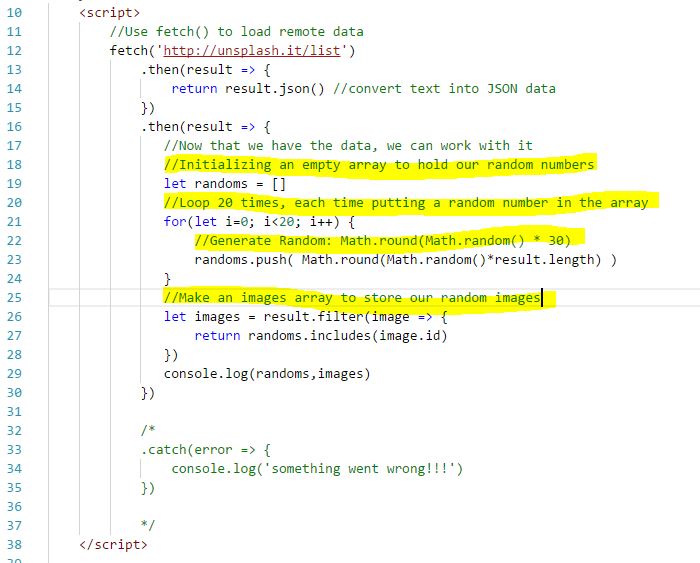 10 <script>
11 //Use fetch() to load remote data
12 fetch('http://unsplash.it/list')
13 .then(result => {
14 return result.json() //convert text into JSON data
15 })
16 .then(result => {
17 //Now that we have the data, we can work with it
18 //Initializing an empty array to hold our random numbers
19 let randoms = []
20 //Loop 20 times, each time putting a random number in the array
21 for(let i=0; i<20; i++) {
22 //Generate Random: Math.round(Math.random() * 30)
23 randoms.push( Math.round(Math.random()*result.length) )
24 }
25 //Make an images array to store our random images
26 let images = result.filter(image => {
27 return randoms.includes(image.id)
28 })
29 console.log(randoms,images)
30 })
31
32 /*
33 .catch(error => {
34 console.log('something went wrong!!!')
35 })
36
37 */
38 </script>